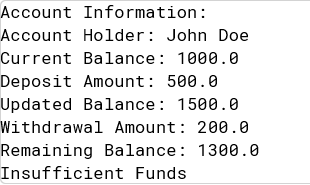 Account Information:
Account Holder: John Doe
Current Balance: 1000.0
Deposit Amount: 500.0
Updated Balance: 1500.0
Withdrawal Amount: 200.0
Remaining Balance: 1300.0
Insufficient Funds